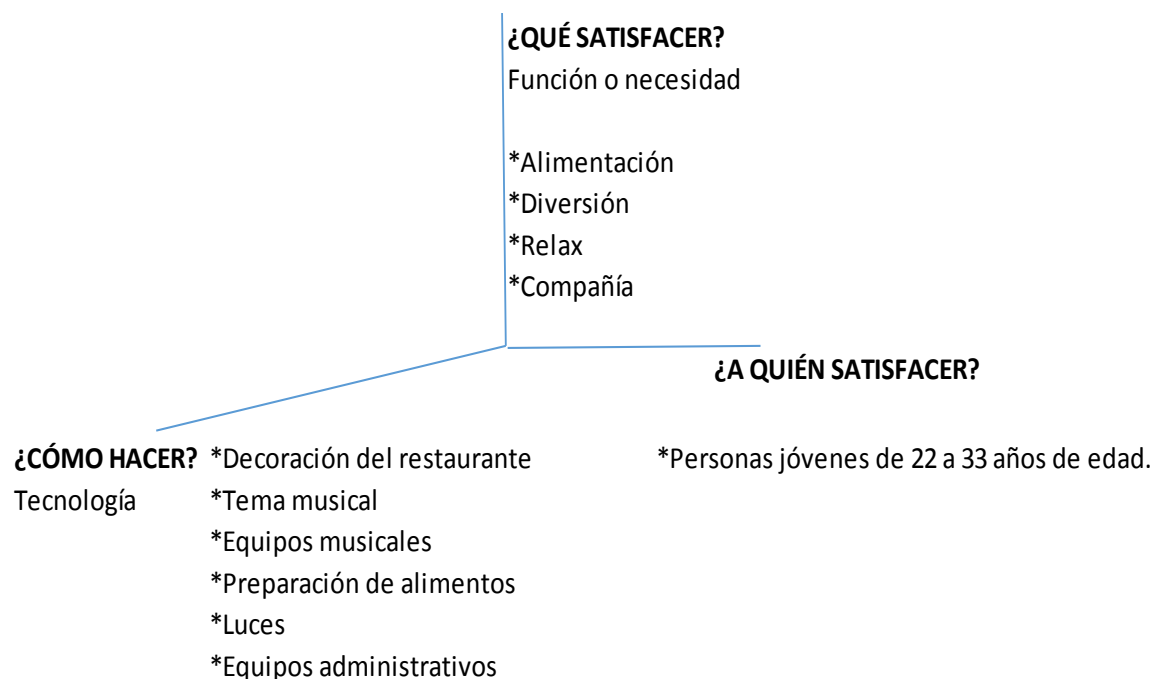 ¿QUÉ SATISFACER?
Función o necesidad
*Alimentación
*Diversión
*Relax
*Compañía
¿A QUIÉN SATISFACER?
¿CÓMO HACER? *Decoración del restaurante *Personas jóvenes de 22 a 33 años de edad.
Tecnología *Tema musical
*Equipos musicales
*Preparación de alimentos
*Luces
*Equipos administrativos